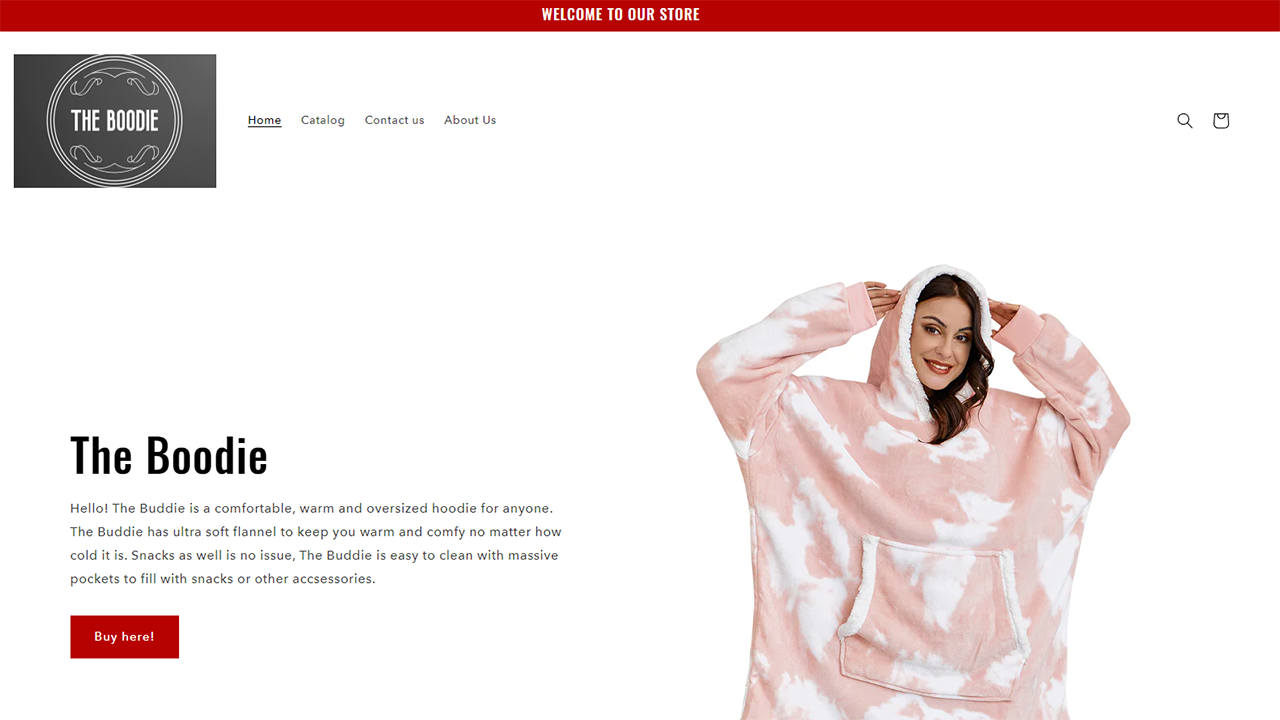 WELCOME TO OUR STORE
THE BOODIE
Home Catalog Contact us About Us
The Boodie
Hello! The Buddie is a comfortable, warm and oversized hoodie for anyone.
The Buddie has ultra soft flannel to keep you warm and comfy no matter how
cold it is. Snacks as well is no issue, The Buddie is easy to clean with massive
pockets to fill with snacks or other accsessories.
Buy here!